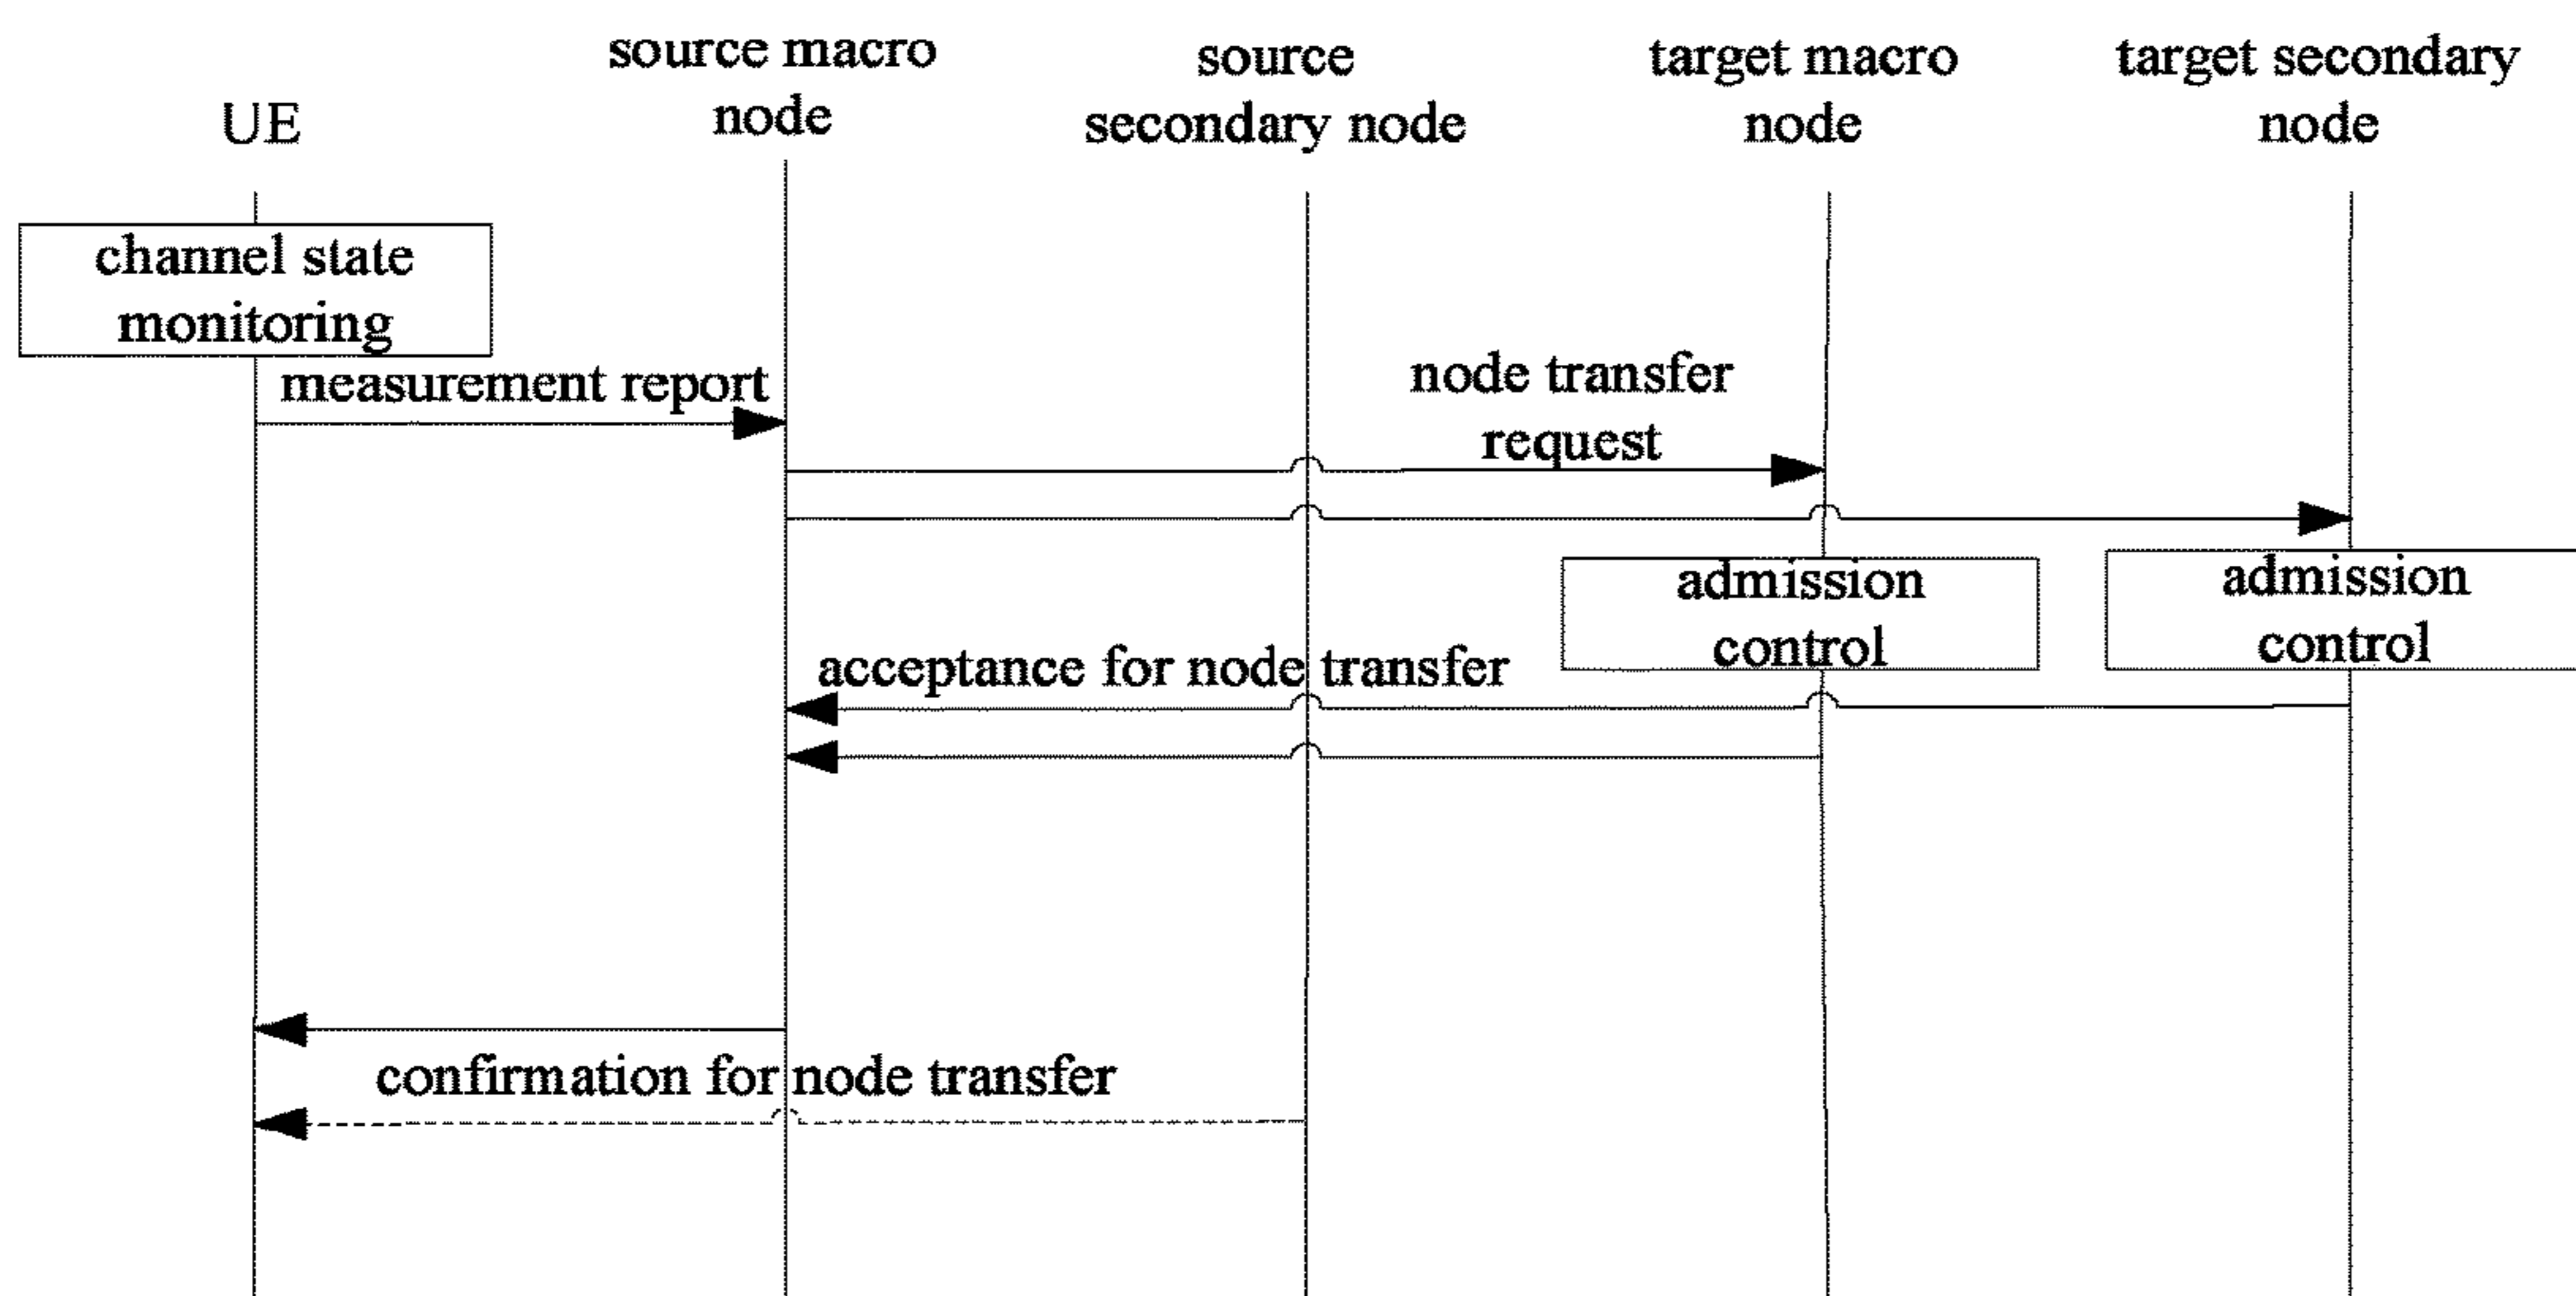 UE
source macro
node
source
secondary node
target macro
node
target secondary
node
channel state
monitoring
measurement report
node transfer
request
admission
control
admission
control
acceptance for node transfer
confirmation for node transfer